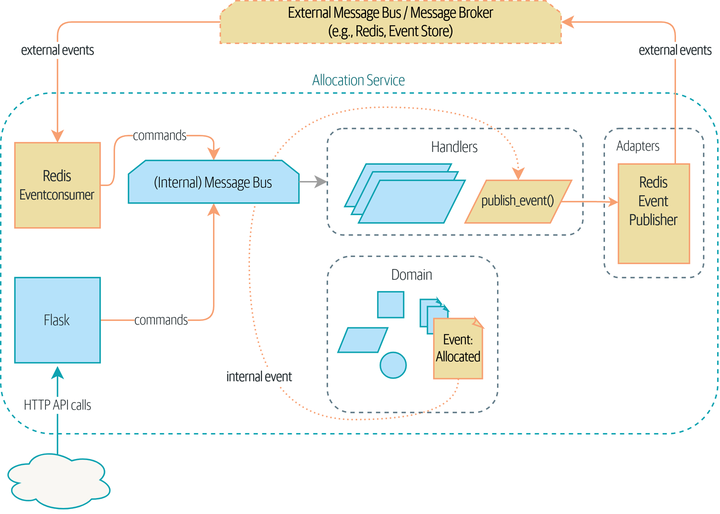 External Message Bus / Message Broker
(e.g., Redis, Event Store)
external events
external events
Allocation Service
commands
Redis
Eventconsumer
(Internal) Message Bus
Handlers
publish_event()
Adapters
Redis
Event
Publisher
Domain
Flask
commands
Event:
Allocated
internal event
HTTP API calls